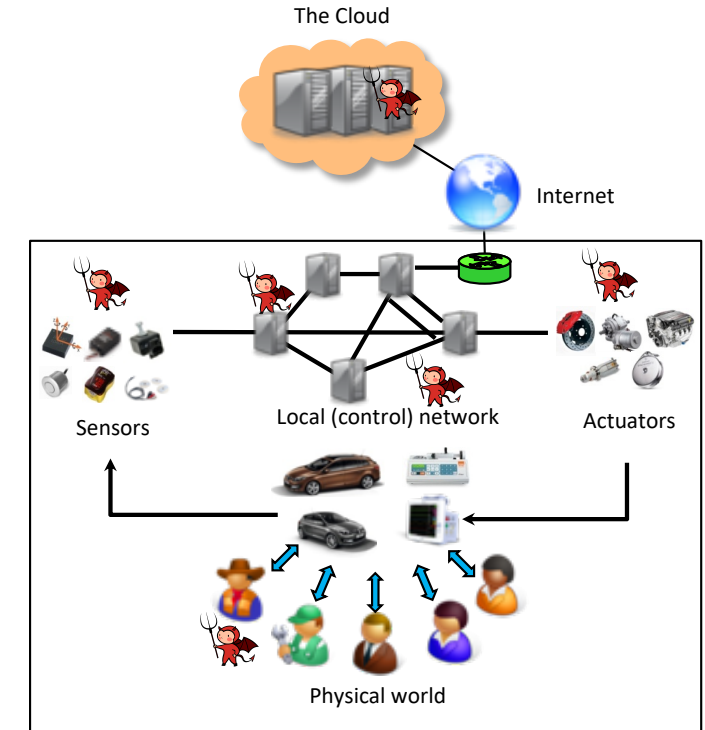 The Cloud
Internet
Local (control) network
Sensors
Actuators
Physical world